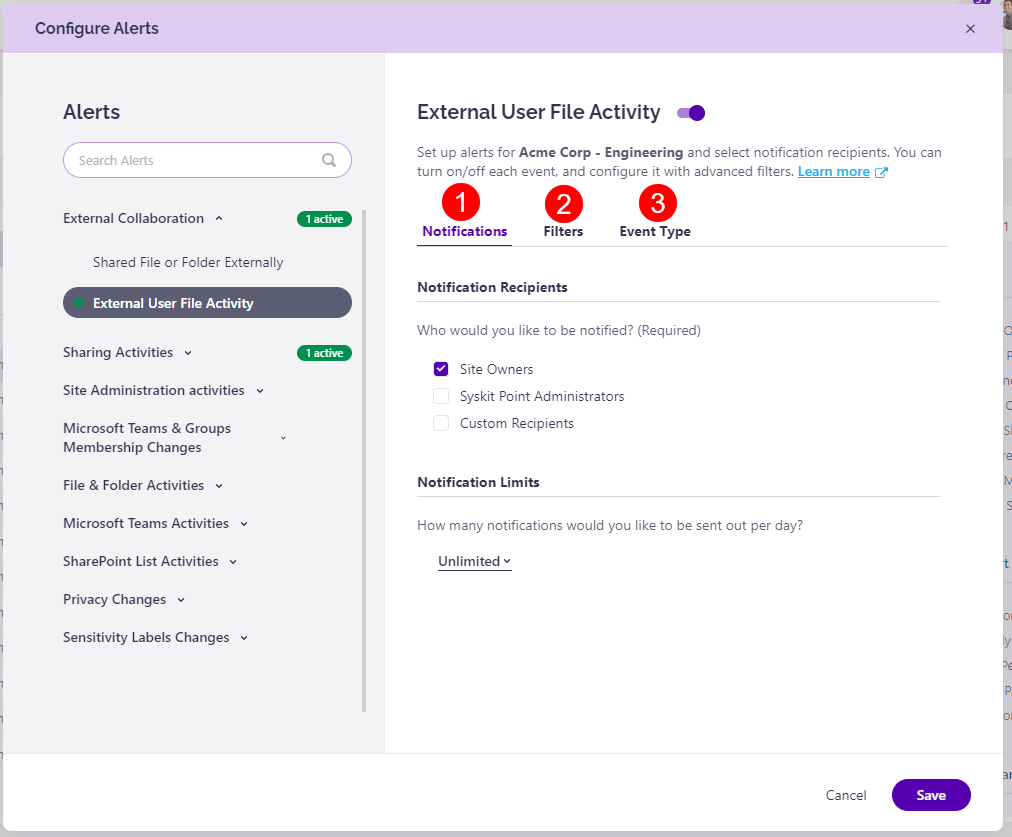 Configure Alerts
Alerts
Search Alerts
External Collaboration
1 active
Shared File or Folder Externally
External User File Activity
Sharing Activities
1 active
Site Administration activities
Microsoft Teams & Groups
Membership Changes
File & Folder Activities
Microsoft Teams Activities
SharePoint List Activities
Privacy Changes
Sensitivity Labels Changes
External User File Activity
Set up alerts for Acme Corp - Engineering and select notification recipients. You can
turn on/off each event, and configure it with advanced filters. Learn more
1 2 3
Notifications Filters Event Type
Notification Recipients
Who would you like to be notified? (Required)
Site Owners
Syskit Point Administrators
Custom Recipients
Notification Limits
How many notifications would you like to be sent out per day?
Unlimited
Cancel Save